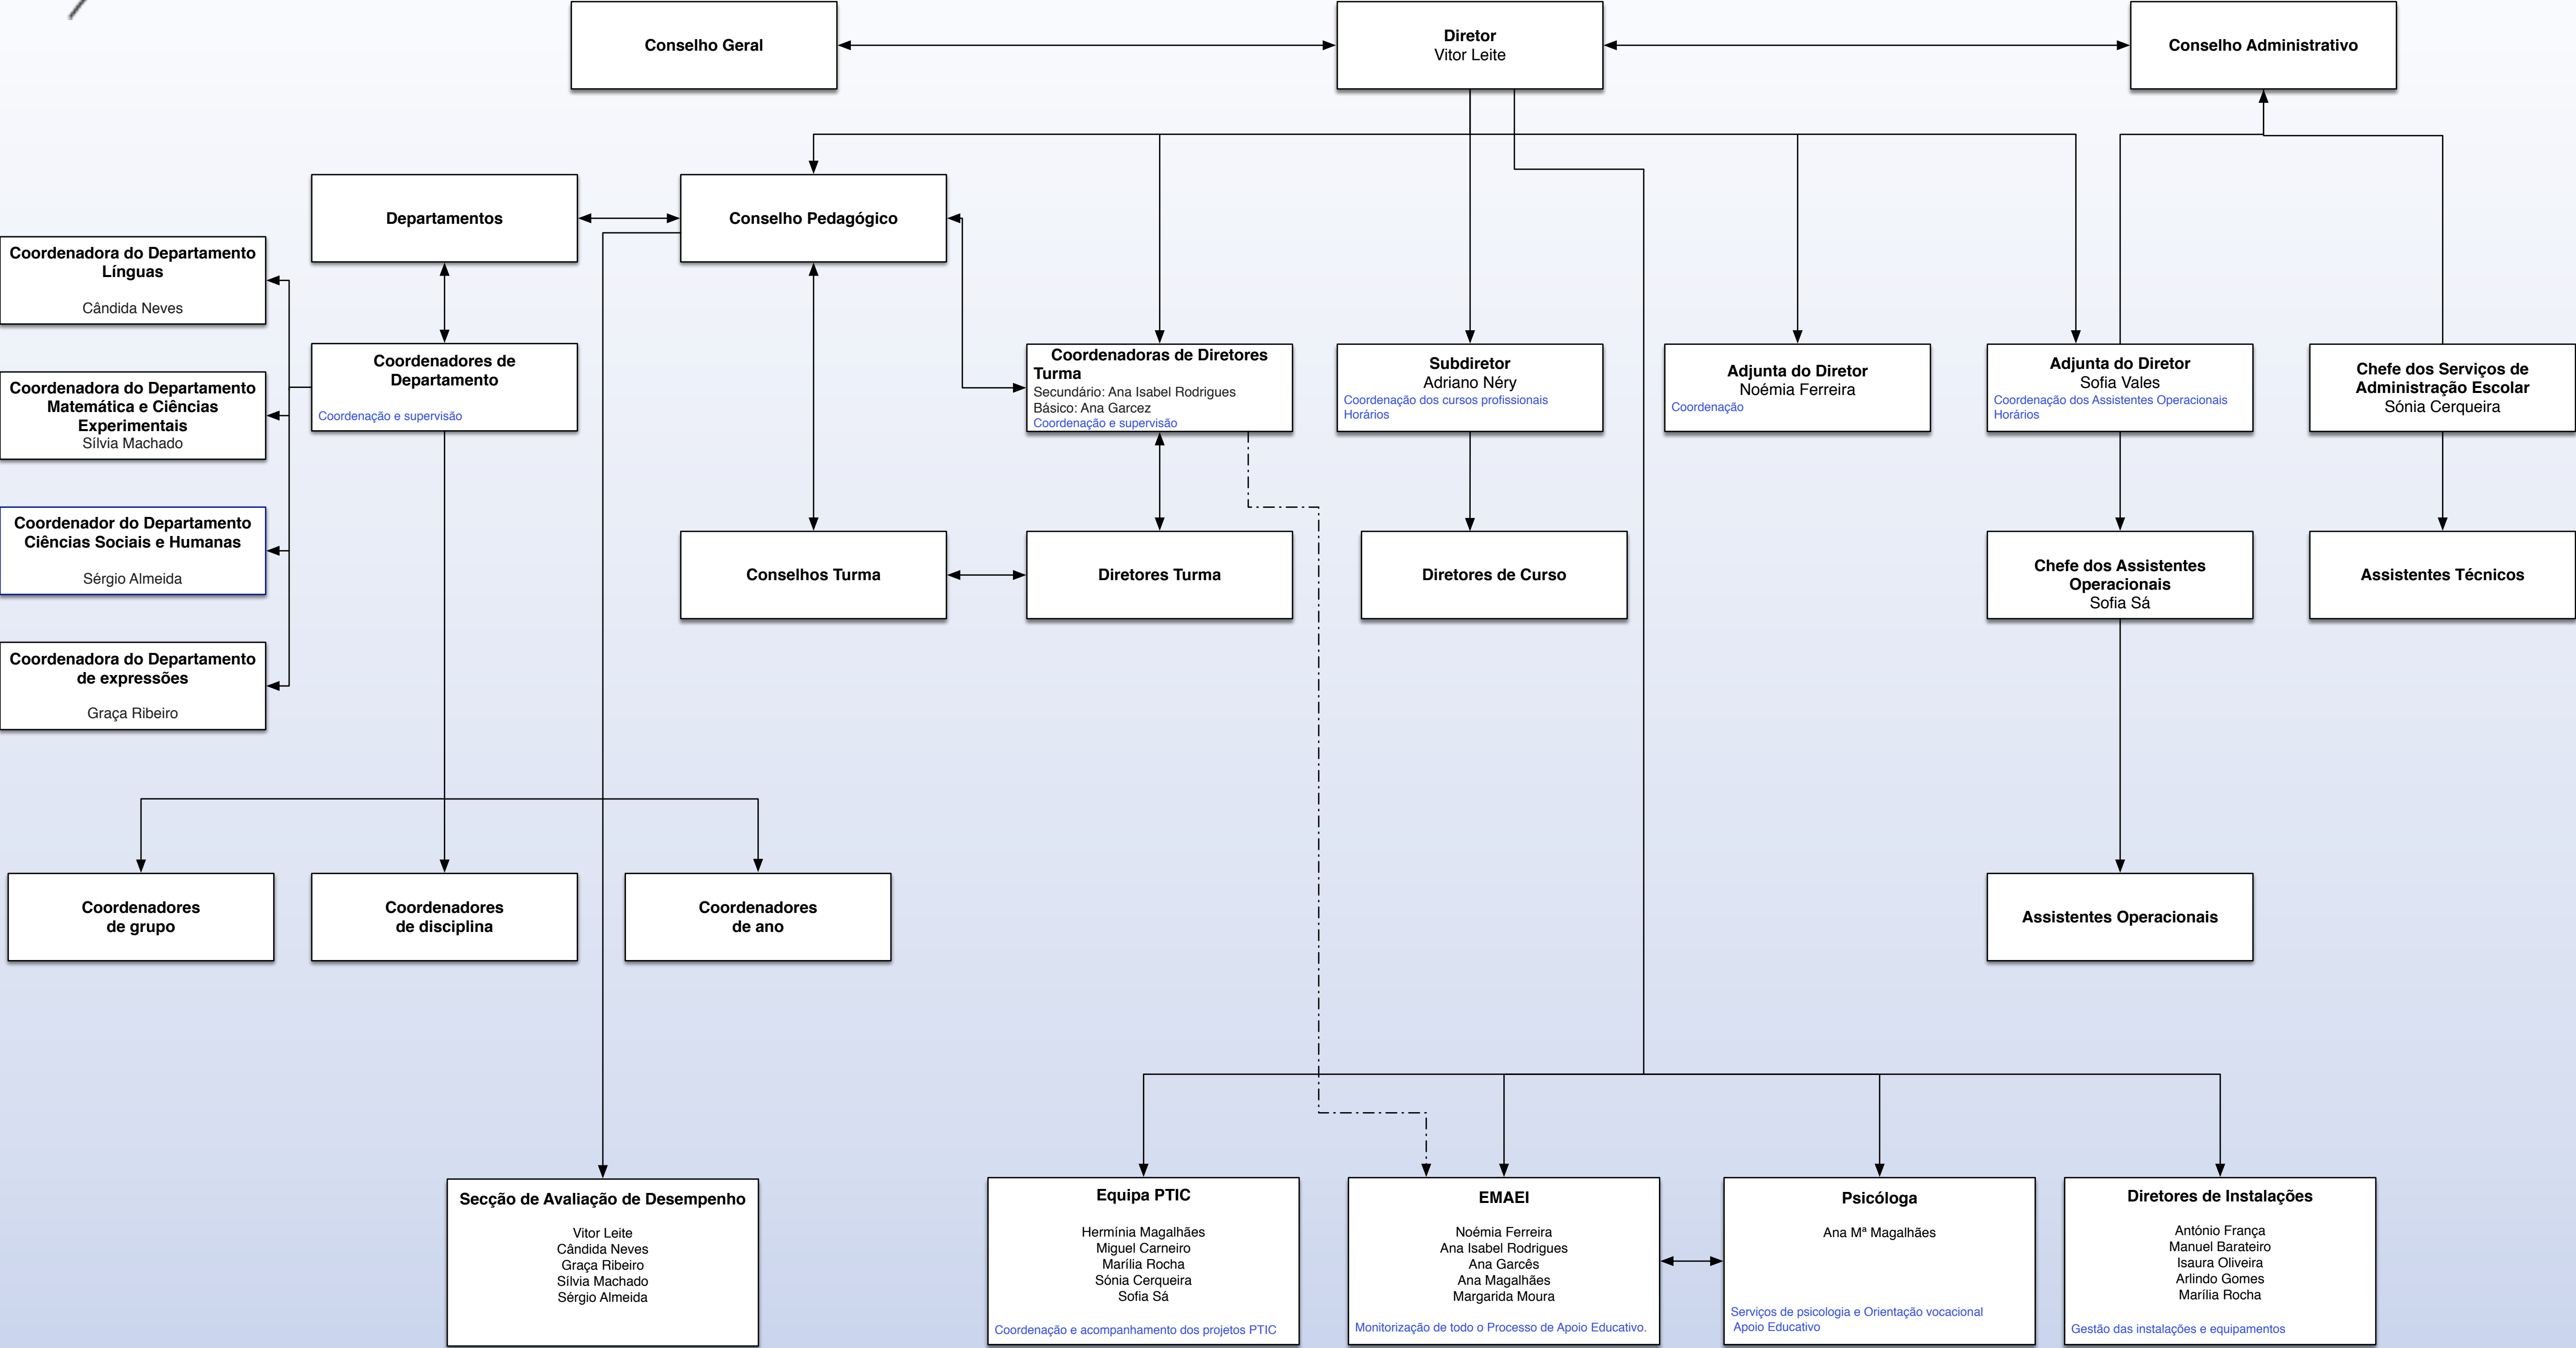 Conselho Geral
Diretor
Vitor Leite
Conselho Administrativo
Departamentos
Conselho Pedagógico
Coordenadora do Departamento
Línguas
Cândida Neves
Coordenadora do Departamento
Matemática e Ciências
Experimentais
Sílvia Machado
Coordenador do Departamento
Ciências Sociais e Humanas
Sérgio Almeida
Coordenadora do Departamento
de expressões
Graça Ribeiro
Coordenadores de
Departamento
Coordenação e supervisão
Coordenadoras de Diretores
Turma
Secundário: Ana Isabel Rodrigues
Básico: Ana Garcez
Coordenação e supervisão
Subdiretor
Adriano Néry
Coordenação dos cursos profissionais
Horários
Adjunta do Diretor
Noémia Ferreira
Coordenação
Adjunta do Diretor
Sofia Vales
Coordenação dos Assistentes Operacionais
Horários
Chefe dos Serviços de
Administração Escolar
Sónia Cerqueira
Conselhos Turma
Diretores Turma
Diretores de Curso
Chefe dos Assistentes
Operacionais
Sofia Sá
Assistentes Técnicos
Coordenadores
de grupo
Coordenadores
de disciplina
Coordenadores
de ano
Assistentes Operacionais
Secção de Avaliação de Desempenho
Vitor Leite
Cândida Neves
Graça Ribeiro
Sílvia Machado
Sérgio Almeida
Equipa PTIC
Hermínia Magalhães
Miguel Carneiro
Marília Rocha
Sónia Cerqueira
Sofia Sá
Coordenação e acompanhamento dos projetos PTIC
EMAEI
Noémia Ferreira
Ana Isabel Rodrigues
Ana Garcês
Ana Magalhães
Margarida Moura
Monitorização de todo o Processo de Apoio Educativo.
Psicóloga
Ana Mª Magalhães
Serviços de psicologia e Orientação vocacional
Apoio Educativo
Diretores de Instalações
António França
Manuel Barateiro
Isaura Oliveira
Arlindo Gomes
Marília Rocha
Gestão das instalações e equipamentos